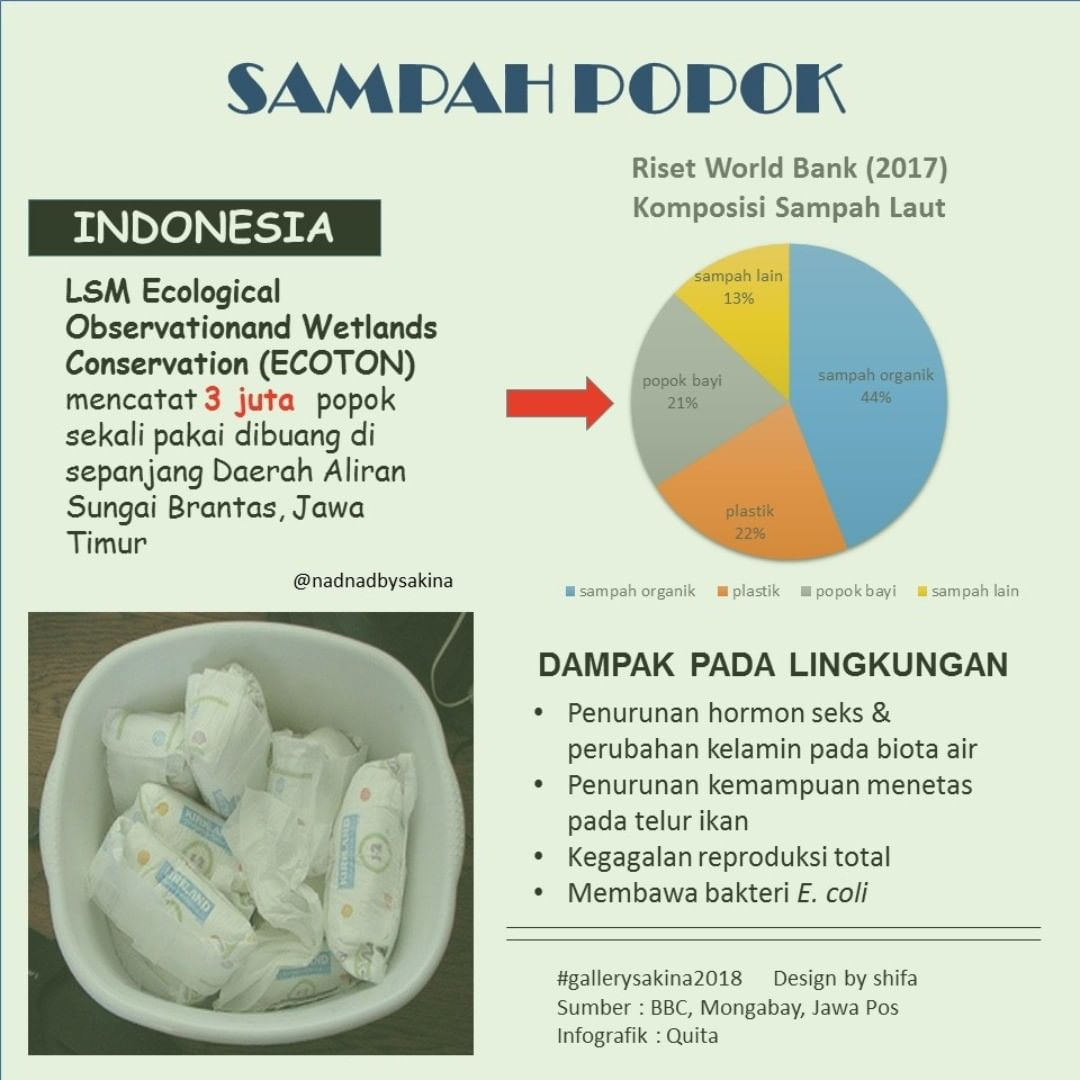 SAMPAH POPOK
INDONESIA
LSM Ecological
Observationand Wetlands
Conservation (ECOTON)
mencatat 3 juta popok
sekali pakai dibuang di
sepanjang Daerah Aliran
Sungai Brantas, Jawa
Timur
@nadnadbysakina
Riset World Bank (2017)
Komposisi Sampah Laut
sampah lain
13%
popok bayi
21%
sampah organik
44%
plastik
22%
sampah organik plastik popok bayi sampah lain
KIRKLAND
KIRKLAND
KIRKLAND
DAMPAK PADA LINGKUNGAN
• Penurunan hormon seks &
perubahan kelamin pada biota air
• Penurunan kemampuan menetas
pada telur ikan
• Kegagalan reproduksi total
• Membawa bakteri E. coli
#gallerysakina2018 Design by shifa
Sumber : BBC, Mongabay, Jawa Pos
Infografik : Quita